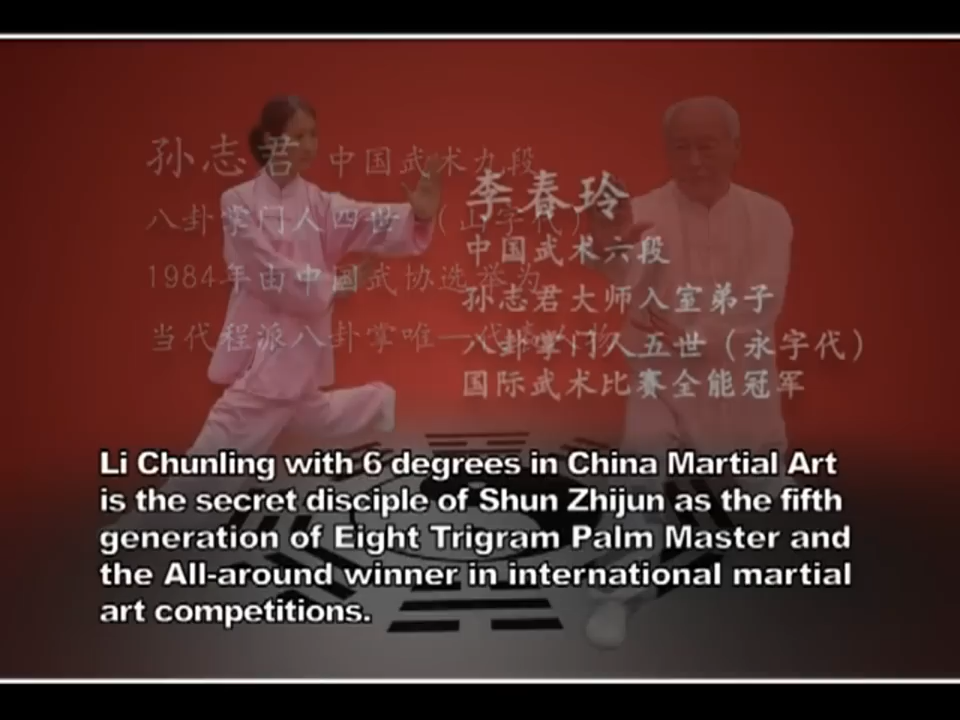 孙志君 中国武术九段
八卦掌门人四世 （山字代）
1984年由中国武协选举为
当代程派八卦掌唯一代
李春玲
中国武术六段
孙志君大师入室弟子
八卦掌门人五世（永字代）
国际武术比赛全能冠军
Li Chunling with 6 degrees in China Martial Art
is the secret disciple of Shun Zhijun as the fifth
generation of Eight Trigram Palm Master and
the All-around winner in international martial
art competitions.